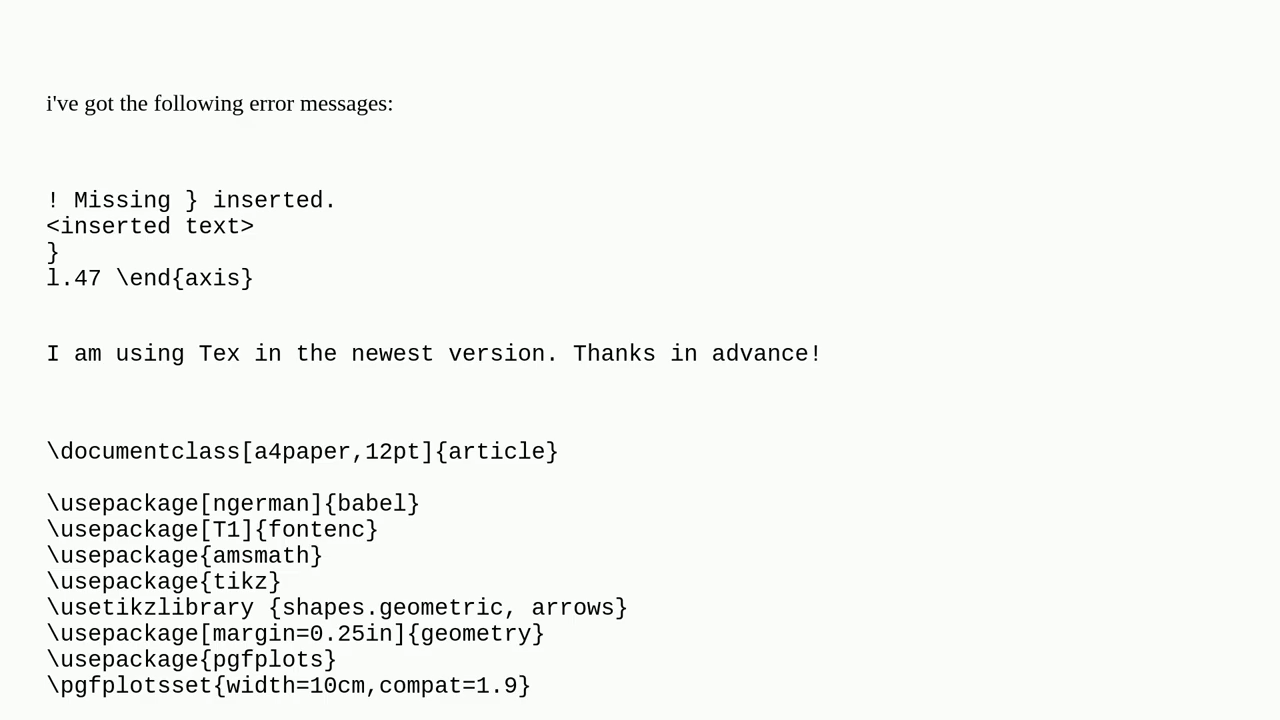 i've got the following error messages:
! Missing } inserted.
<inserted text>
}
l.47 \end{axis}
I am using Tex in the newest version. Thanks in advance!
\documentclass[a4paper,12pt]{article}
\usepackage[ngerman]{babel}
\usepackage[T1]{fontenc}
\usepackage{amsmath}
\usepackage{tikz}
\usetikzlibrary {shapes.geometric, arrows}
\usepackage[margin=0.25in]{geometry}
\usepackage{pgfplots}
\pgfplotsset{width=10cm,compat=1.9}